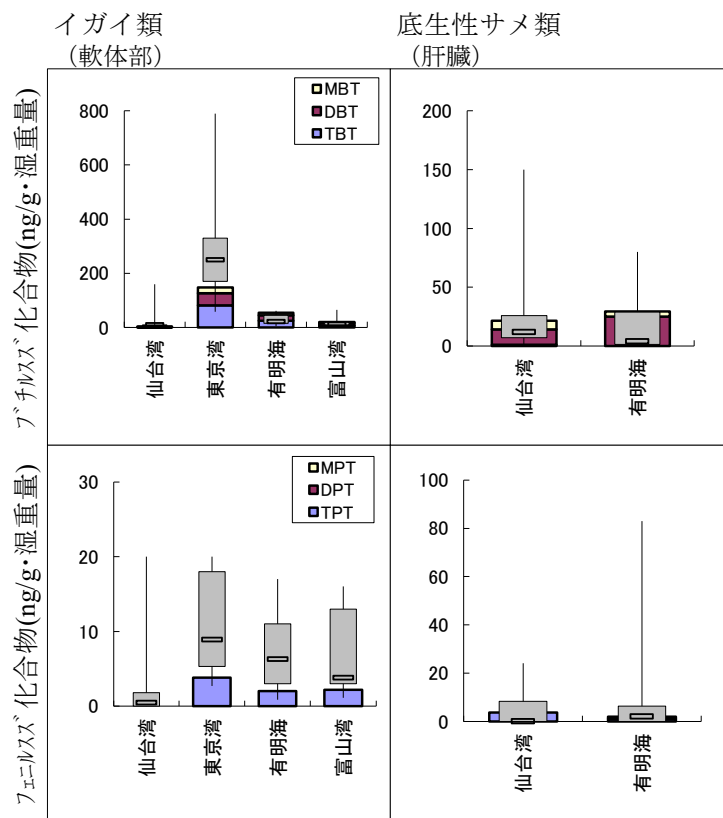 イガイ類
（軟体部）
底生性サメ類
（肝臓）
ﾌﾞﾁﾙｽｽﾞ化合物(ng/g・湿重量)
800
600
400
200
0
MBT
DBT
TBT
仙台湾
東京湾
有明海
富山湾
200
150
100
50
0
仙台湾
有明海
ﾌｪﾆﾙｽｽﾞ化合物(ng/g・湿重量)
30
20
10
0
MPT
DPT
TPT
仙台湾
東京湾
有明海
富山湾
100
80
60
40
20
0
仙台湾
有明海